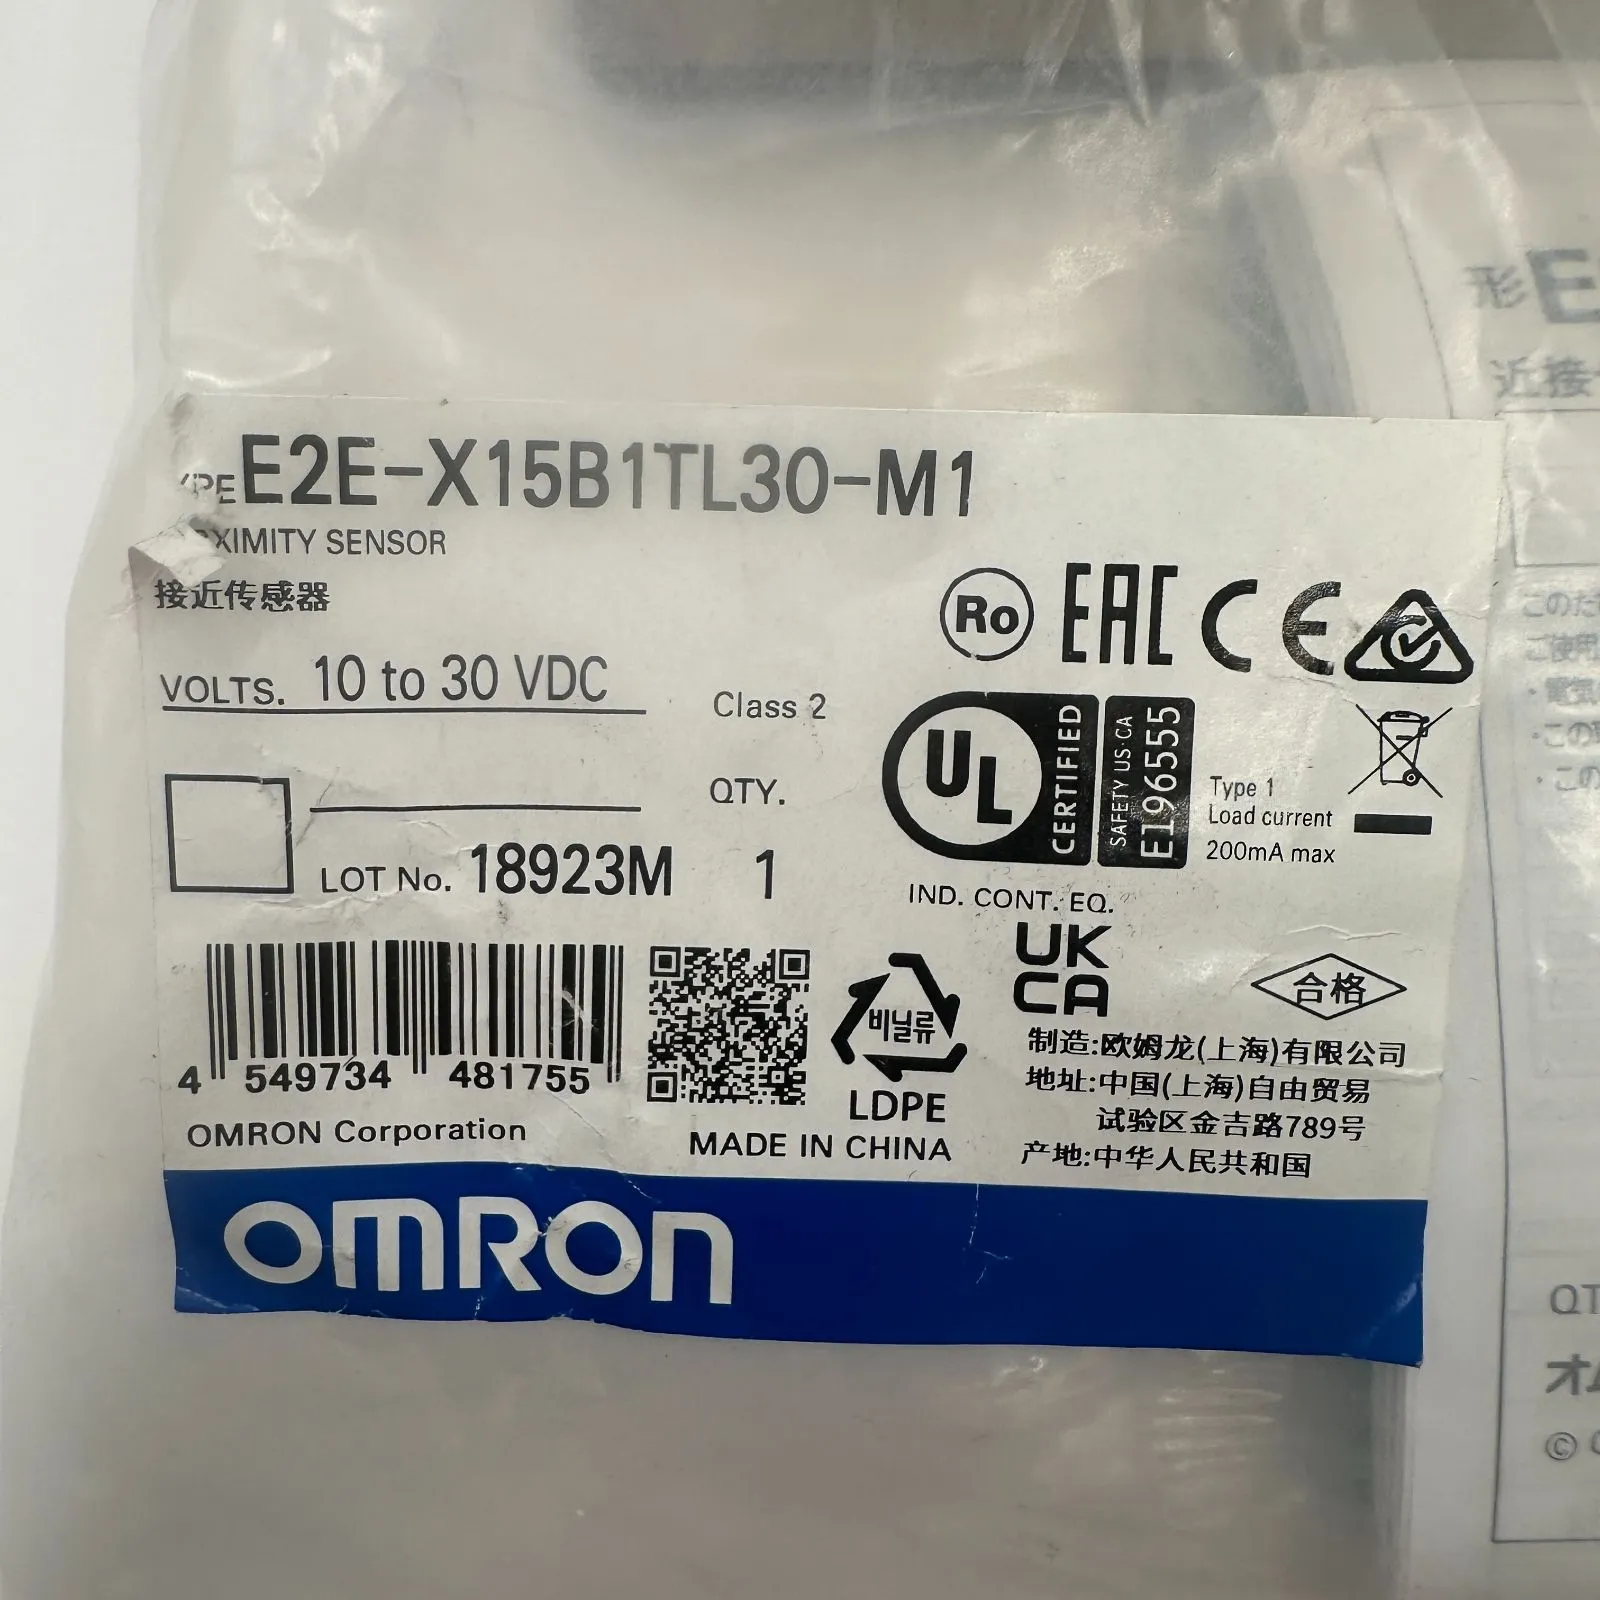 E2E-X15B1TL30-M1
SENSOR
接近传感器
VOLTS. 10 to 30 VDC
Class 2
QTY.
LOT No. 18923M 1
Ro EAC CE
UL CERTIFIED
SAFETY US·CA
E196555
Type 1
Load current
200mA max
IND. CONT. EQ.
UK
CA
合格
4 549734 481755
비닐류
LDPE
制造:欧姆龙(上海)有限公司
地址:中国(上海)自由贸易
试验区金吉路789号
产地:中华人民共和国
OMRON Corporation
MADE IN CHINA
OMRON
形
近接